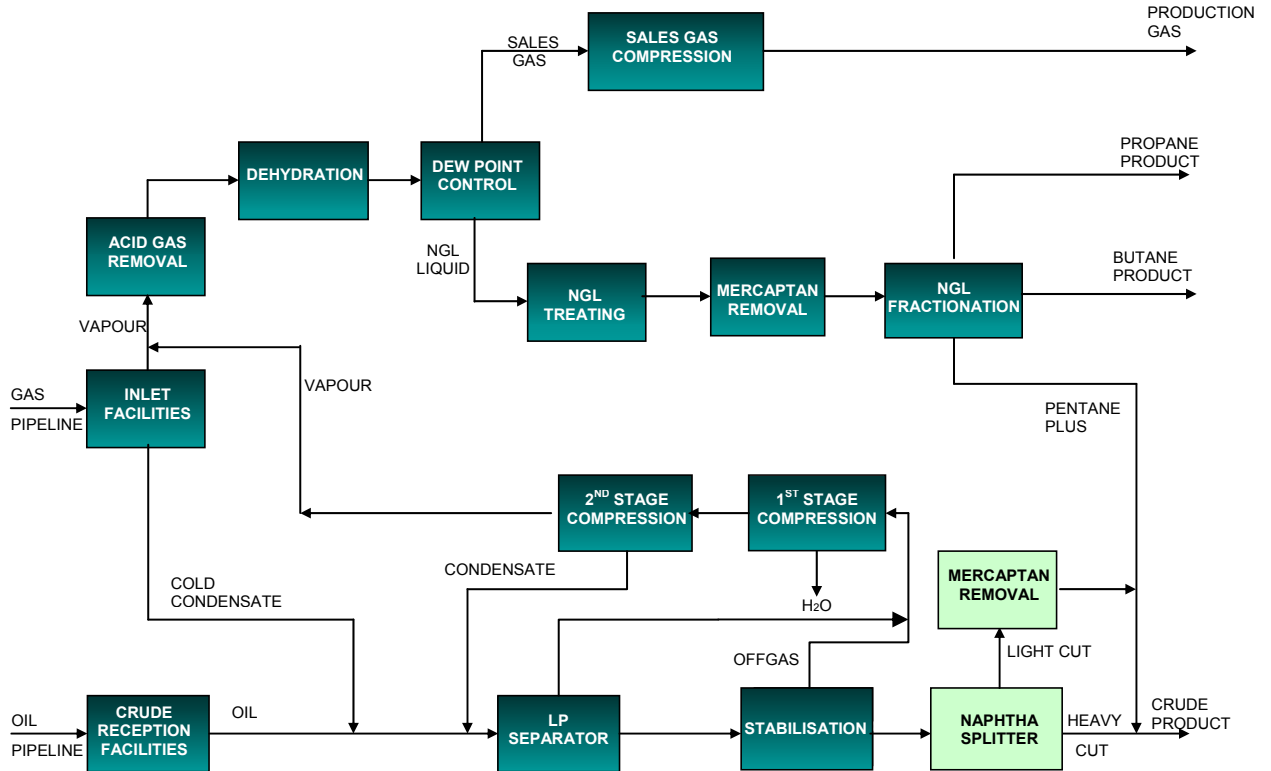 PRODUCTION
GAS
SALES
GAS
SALES GAS
COMPRESSION
DEHYDRATION
DEW POINT
CONTROL
PROPANE
PRODUCT
ACID GAS
REMOVAL
NGL
LIQUID
NGL
TREATING
MERCAPTAN
REMOVAL
NGL
FRACTIONATION
BUTANE
PRODUCT
VAPOUR
GAS
PIPELINE
INLET
FACILITIES
VAPOUR
PENTANE
PLUS
2ND STAGE
COMPRESSION
1ST STAGE
COMPRESSION
COLD
CONDENSATE
CONDENSATE
H2O
MERCAPTAN
REMOVAL
OFFGAS
LIGHT CUT
OIL
PIPELINE
CRUDE
RECEPTION
FACILITIES
OIL
LP
SEPARATOR
STABILISATION
NAPHTHA
SPLITTER
HEAVY
CUT
CRUDE
PRODUCT